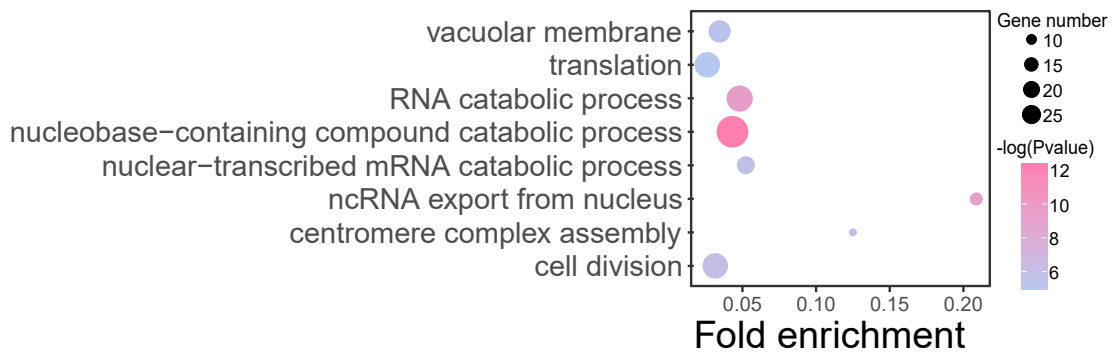 vacuolar membrane
translation
RNA catabolic process
nucleobase−containing compound catabolic process
nuclear−transcribed mRNA catabolic process
ncRNA export from nucleus
centromere complex assembly
cell division
0.05 0.10 0.15 0.20
Fold enrichment
Gene number
10
15
20
25
-log(Pvalue)
12
10
8
6